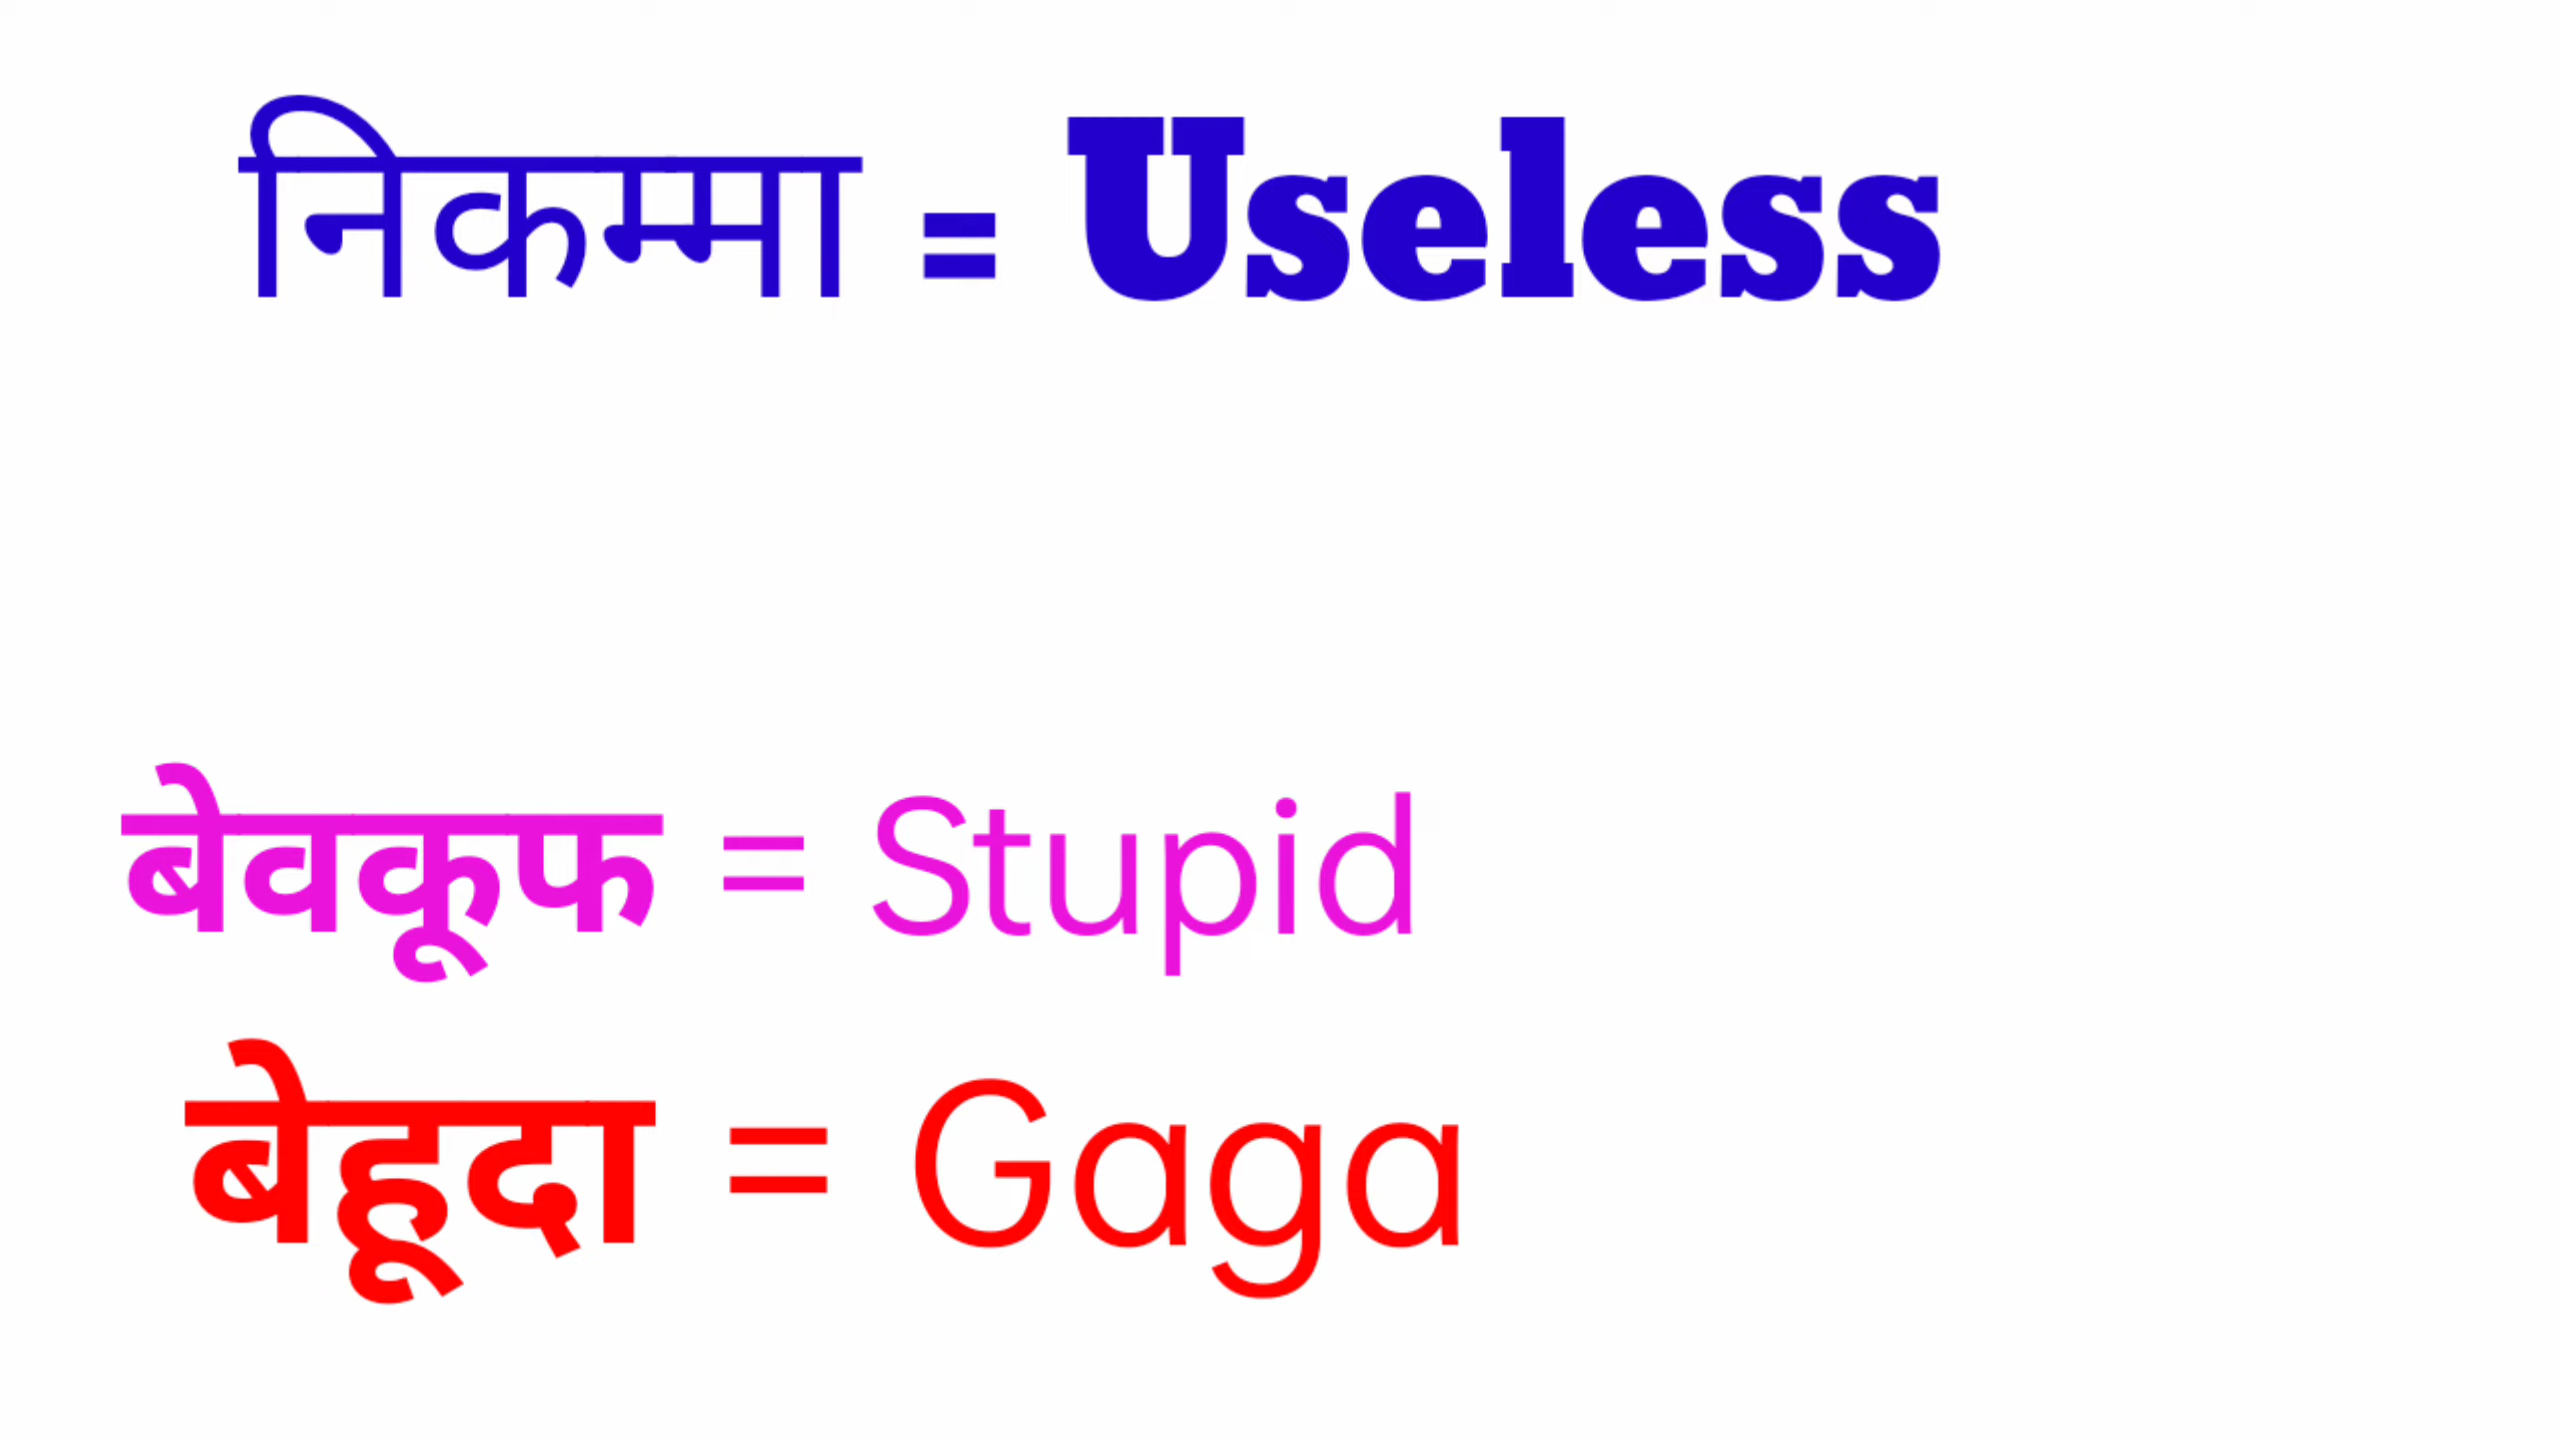 निकम्मा = Useless
बेवकूफ = Stupid
बेहूदा = Gaga